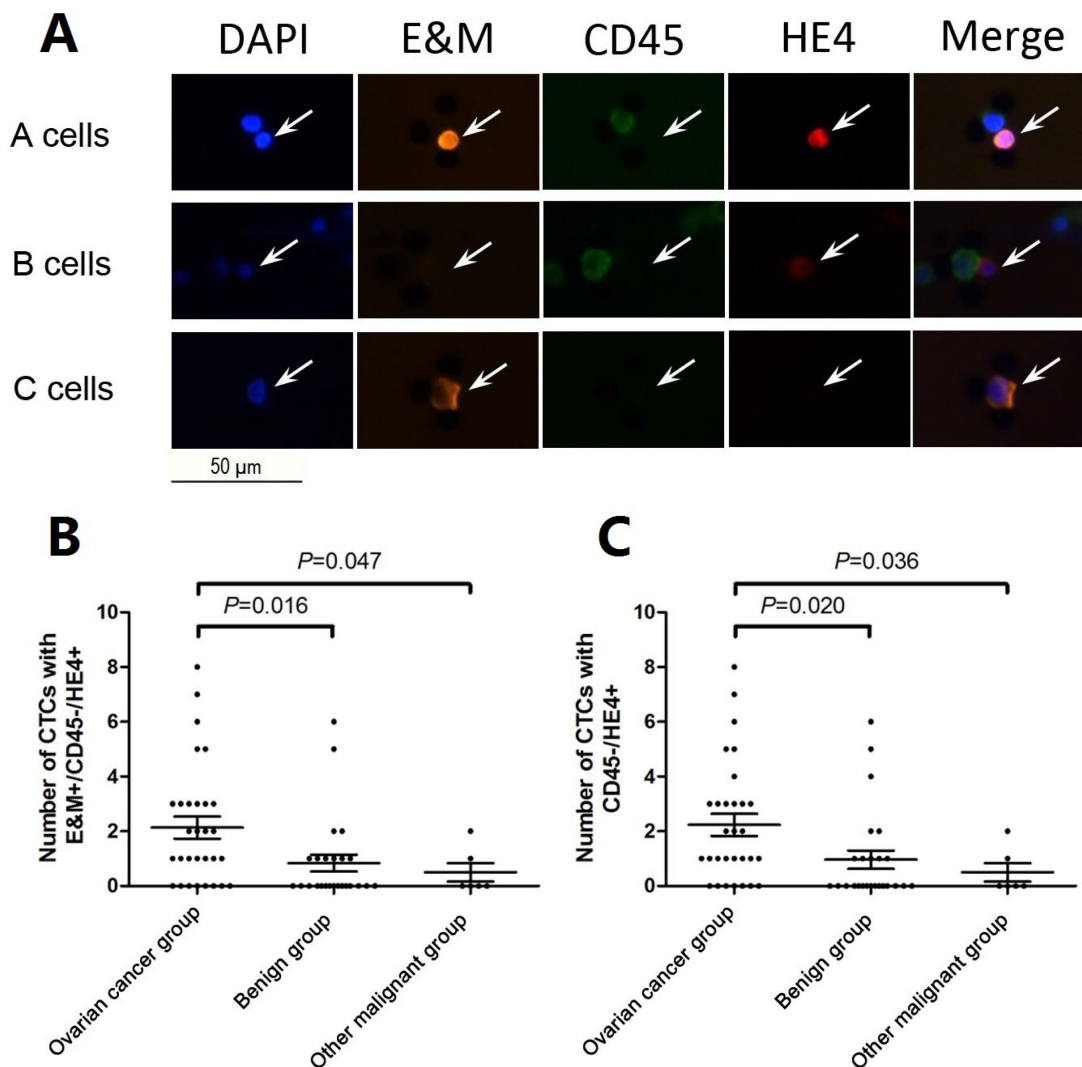 A
DAPI E&M CD45 HE4 Merge
A cells
B cells
C cells
50 µm
B
P=0.047
P=0.016
10
8
6
4
2
0
Number of CTCs with
E&M+/CD45-/HE4+
Ovarian cancer group
Benign group
Other malignant group
C
P=0.036
P=0.020
10
8
6
4
2
0
Number of CTCs with
CD45-/HE4+
Ovarian cancer group
Benign group
Other malignant group